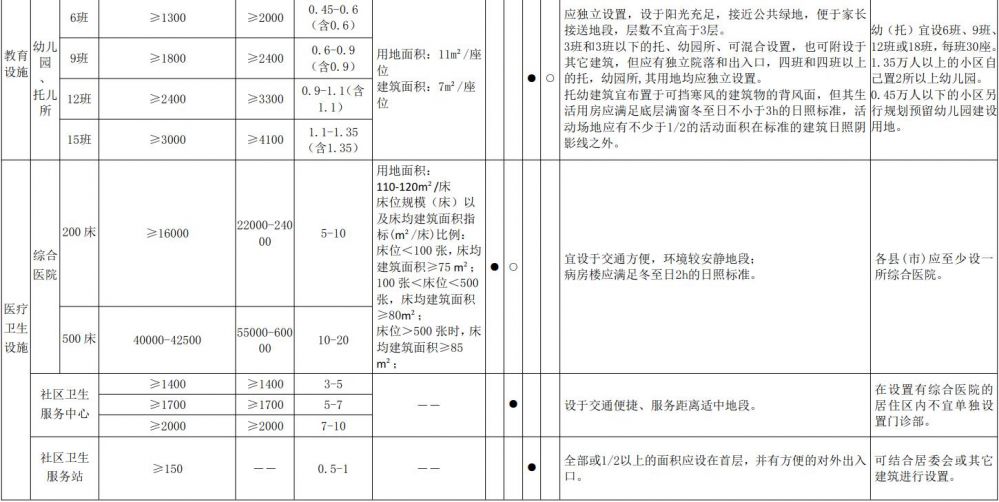 教育
设施
幼儿
园
、
托儿
所
6班
≥1300
≥2000
0.45-0.6
(含0.6)
9班
≥1800
≥2400
0.6-0.9
(含0.9)
12班
≥2400
≥3300
0.9-1.1(含
1.1)
15班
≥3000
≥4100
1.1-1.35
(含1.35)
用地面积：11m²/座
位
建筑面积：7m²/座
位
●
○
应独立设置，设于阳光充足，接近公共绿地，便于家长
接送地段，层数不宜高于3层。
3班和3班以下的托、幼园所、可混合设置，也可附设于
其它建筑，但应有独立院落和出入口，四班和四班以上
的托，幼园所,其用地均应独立设置。
托幼建筑宜布置于可挡寒风的建筑物的背风面，但其生
活用房应满足底层满窗冬至日不小于3h的日照标准，活
动场地应有不少于1/2的活动面积在标准的建筑日照阴
影线之外。
幼（托）宜设6班、9班、
12班或18班，每班30座。
1.35万人以上的小区自
己置2所以上幼儿园。
0.45万人以下的小区另
行规划预留幼儿园建设
用地。
医疗
卫生
设施
综合
医院
200床
≥16000
22000-240
00
5-10
500床
40000-42500
55000-600
00
10-20
用地面积：
110-120m²/床
床位规模（床）以
及床均建筑面积指
标(m²/床)比例：
床位＜100张，床均
建筑面积≥75㎡；
100张＜床位＜500
张，床均建筑面积
≥80m²；
床位＞500张时，床
均建筑面积≥85
㎡；
●
○
宜设于交通方便，环境较安静地段；
病房楼应满足冬至日2h的日照标准。
各县(市)应至少设一
所综合医院。
社区卫生
服务中心
≥1400
≥1400
3-5
≥1700
≥1700
5-7
≥2000
≥2000
7-10
——
●
设于交通便捷、服务距离适中地段。
在设置有综合医院的
居住区内不宜单独设
置门诊部。
社区卫生
服务站
≥150
——
0.5-1
——
●
全部或1/2以上的面积应设在首层，并有方便的对外出入
口。
可结合居委会或其它
建筑进行设置。